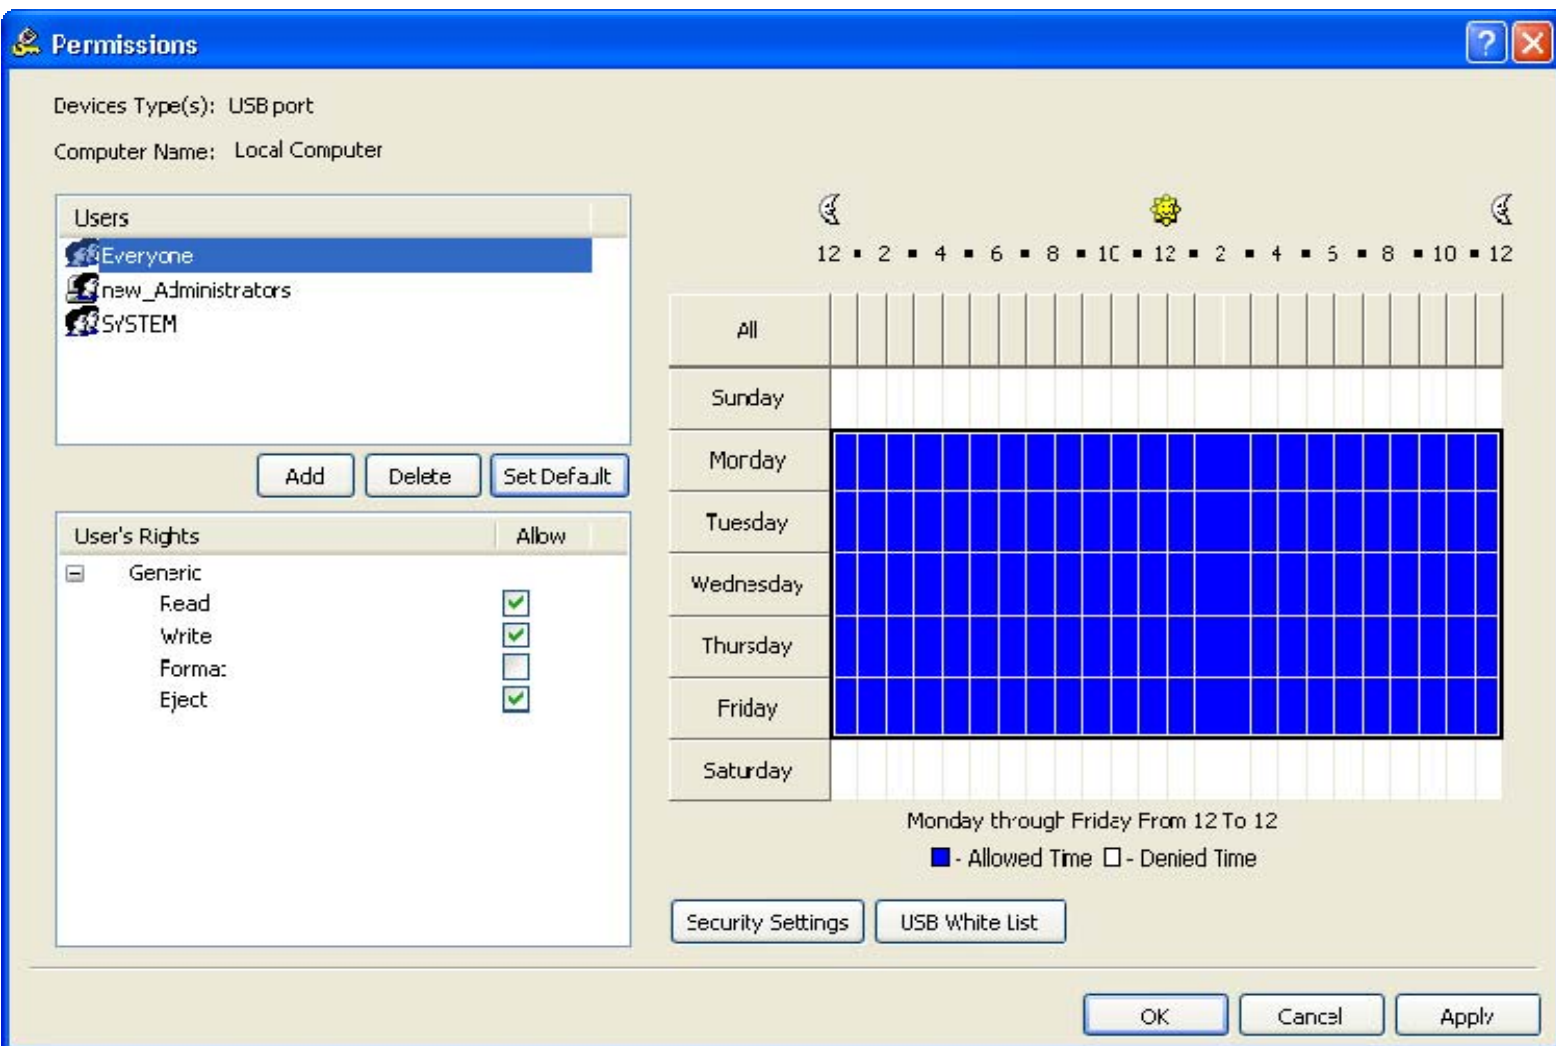 Permissions
Devices Type(s): USB port
Computer Name: Local Computer
Users
Everyone
new_Administrators
SYSTEM
Add Delete Set Default
User's Rights Allow
Generic
Read
Write
Format
Eject
12 2 4 6 8 10 12 2 4 6 8 10 12
All
Sunday
Monday
Tuesday
Wednesday
Thursday
Friday
Saturday
Monday through Friday From 12 To 12
- Allowed Time - Denied Time
Security Settings USB White List
OK Cancel Apply